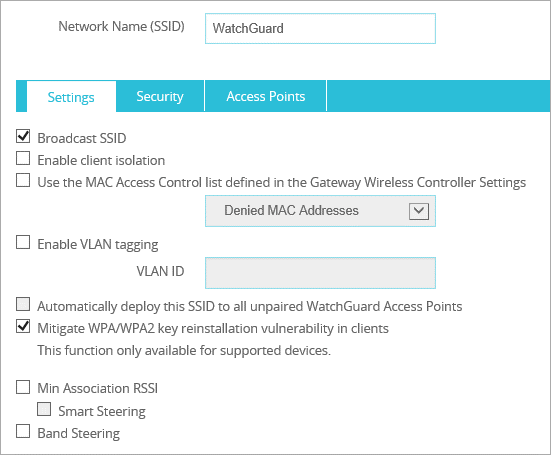 Network Name (SSID) WatchGuard
Settings Security Access Points
Broadcast SSID
Enable client isolation
Use the MAC Access Control list defined in the Gateway Wireless Controller Settings
Denied MAC Addresses
Enable VLAN tagging
VLAN ID
Automatically deploy this SSID to all unpaired WatchGuard Access Points
Mitigate WPA/WPA2 key reinstallation vulnerability in clients
This function only available for supported devices.
Min Association RSSI
Smart Steering
Band Steering